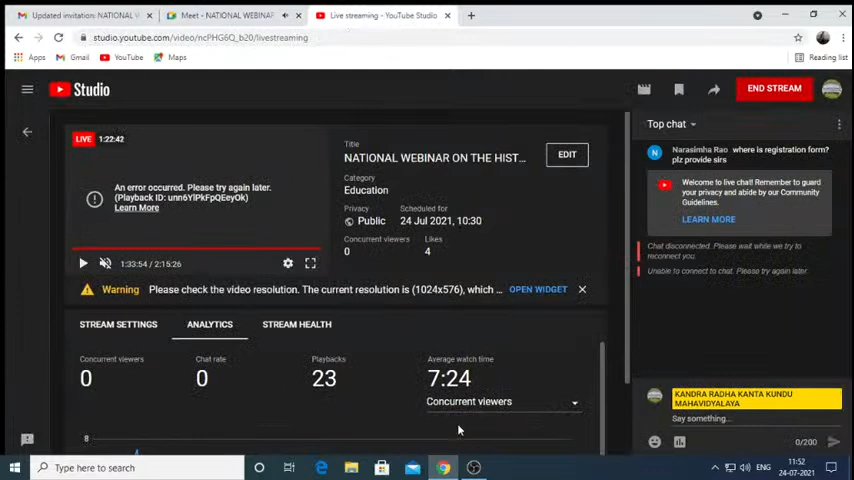 Updated invitation: NATIONAL W
Meet - NATIONAL WEBINAR
Live streaming - YouTube Studio
studio.youtube.com/video/ncPHG6Q_b20/livestreaming
Apps
Gmail
YouTube
Maps
Reading list
Studio
END STREAM
LIVE
1:22:42
An error occurred. Please try again later.
(Playback ID: unn6YlPkFpQEeyOk)
Learn More
1:33:54 / 2:15:26
Title
NATIONAL WEBINAR ON THE HIST...
EDIT
Category
Education
Privacy
Public
Scheduled for
24 Jul 2021, 10:30
Concurrent viewers
0
Likes
4
Warning
Please check the video resolution. The current resolution is (1024x576), which ...
OPEN WIDGET
STREAM SETTINGS
ANALYTICS
STREAM HEALTH
Concurrent viewers
0
Chat rate
0
Playbacks
23
Average watch time
7:24
Concurrent viewers
8
Top chat
N
Narasimha Rao where is registration form?
plz provide sirs
Welcome to live chat! Remember to guard
your privacy and abide by our Community
Guidelines.
LEARN MORE
Chat disconnected. Please wait while we try to
reconnect you.
Unable to connect to chat. Please try again later.
KANDRA RADHA KANTA KUNDU
MAHAVIDYALAYA
Say something...
0/200
Type here to search
ENG
11:52
24-07-2021